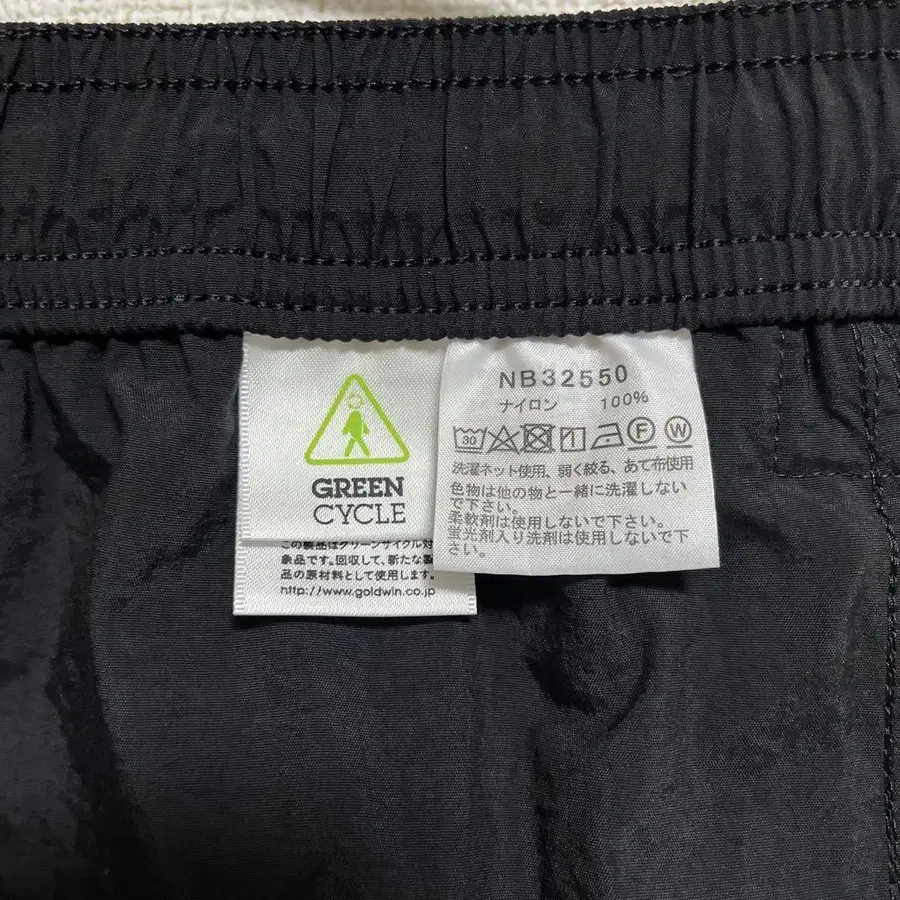 GREEN
CYCLE
この製品はグリーンサイクル対
象品です。回収して、新たな製
品の原材料として使用します。
http://www.goldwin.co.jp
NB32550
ナイロン 100%
30 F W
洗濯ネット使用、弱く絞る、あて布使用
色物は他の物と一緒に洗濯しない
で下さい。
柔軟剤は使用しないで下さい。
蛍光剤入り洗剤は使用しないで下
さい。